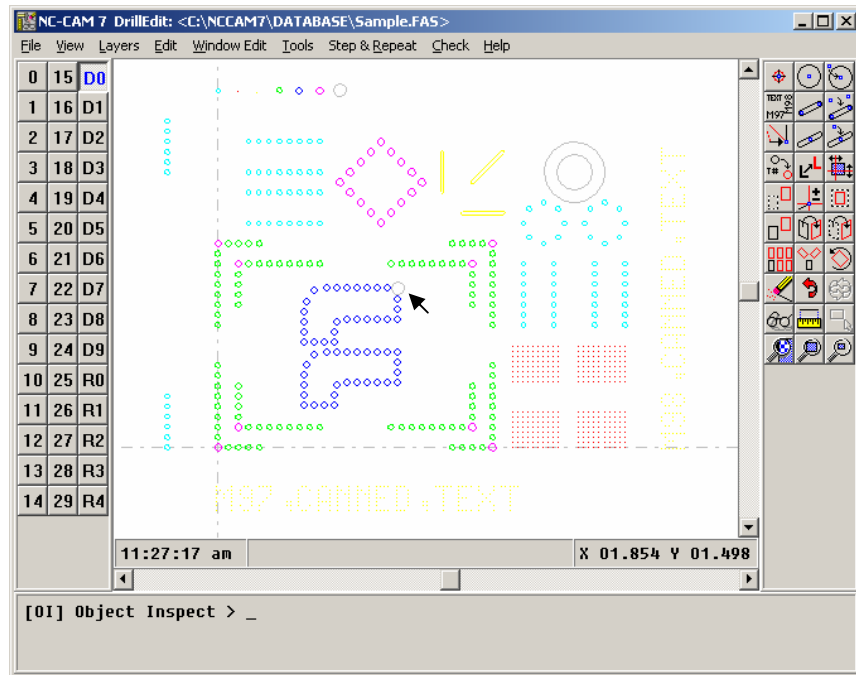 NC-CAM 7 DrillEdit: <C:\NCCAM7\DATABASE\Sample.FAS>
File View Layers Edit Window Edit Tools Step & Repeat Check Help
0 15 D0
1 16 D1
2 17 D2
3 18 D3
4 19 D4
5 20 D5
6 21 D6
7 22 D7
8 23 D8
9 24 D9
10 25 R0
11 26 R1
12 27 R2
13 28 R3
14 29 R4
TEXT M98
M97
T#
M98,CANNED,TEXT
M97,CANNED,TEXT
11:27:17 am
X 01.854 Y 01.498
[OI] Object Inspect > _